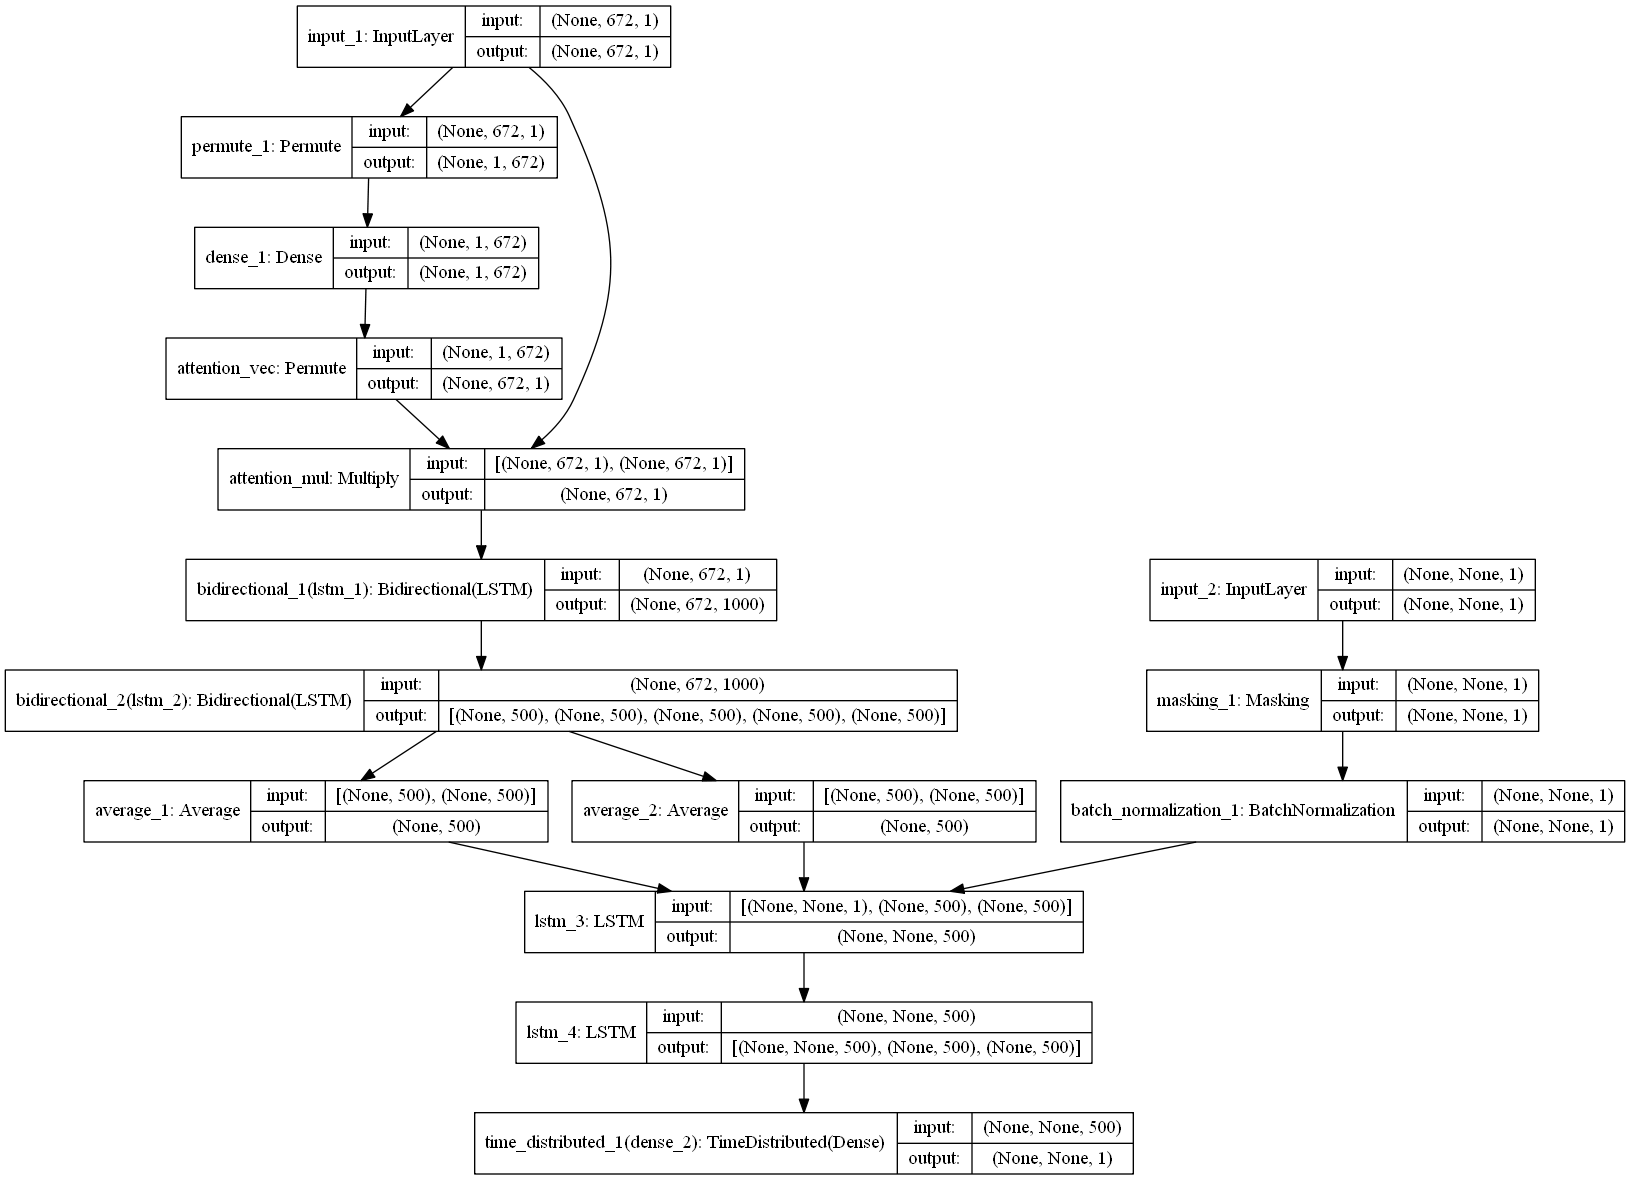 input_1: InputLayer
input:
(None, 672, 1)
output:
(None, 672, 1)
permute_1: Permute
input:
(None, 672, 1)
output:
(None, 1, 672)
dense_1: Dense
input:
(None, 1, 672)
output:
(None, 1, 672)
attention_vec: Permute
input:
(None, 1, 672)
output:
(None, 672, 1)
attention_mul: Multiply
input:
[(None, 672, 1), (None, 672, 1)]
output:
(None, 672, 1)
bidirectional_1(lstm_1): Bidirectional(LSTM)
input:
(None, 672, 1)
output:
(None, 672, 1000)
input_2: InputLayer
input:
(None, None, 1)
output:
(None, None, 1)
bidirectional_2(lstm_2): Bidirectional(LSTM)
input:
(None, 672, 1000)
output:
[(None, 500), (None, 500), (None, 500), (None, 500), (None, 500)]
masking_1: Masking
input:
(None, None, 1)
output:
(None, None, 1)
average_1: Average
input:
[(None, 500), (None, 500)]
output:
(None, 500)
average_2: Average
input:
[(None, 500), (None, 500)]
output:
(None, 500)
batch_normalization_1: BatchNormalization
input:
(None, None, 1)
output:
(None, None, 1)
lstm_3: LSTM
input:
[(None, None, 1), (None, 500), (None, 500)]
output:
(None, None, 500)
lstm_4: LSTM
input:
(None, None, 500)
output:
[(None, None, 500), (None, 500), (None, 500)]
time_distributed_1(dense_2): TimeDistributed(Dense)
input:
(None, None, 500)
output:
(None, None, 1)